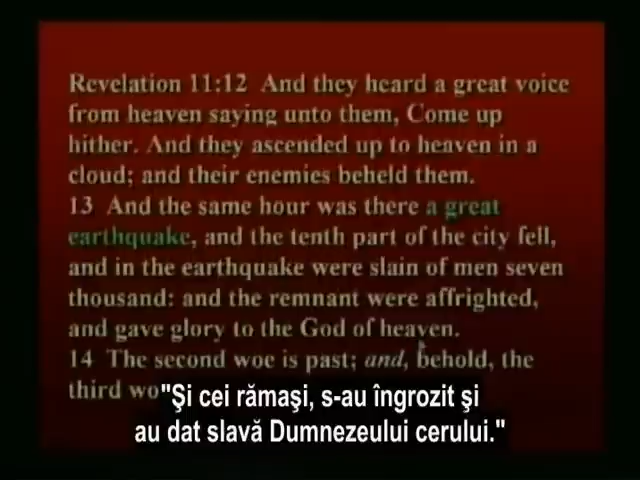 Revelation 11:12 And they heard a great voice
from heaven saying unto them, Come up
hither. And they ascended up to heaven in a
cloud; and their enemies beheld them.
13 And the same hour was there a great
earthquake, and the tenth part of the city fell,
and in the earthquake were slain of men seven
thousand: and the remnant were affrighted,
and gave glory to the God of heaven.
14 The second woe is past; and, behold, the
third
"Şi cei rămaşi, s-au îngrozit şi
au dat slavă Dumnezeului cerului."